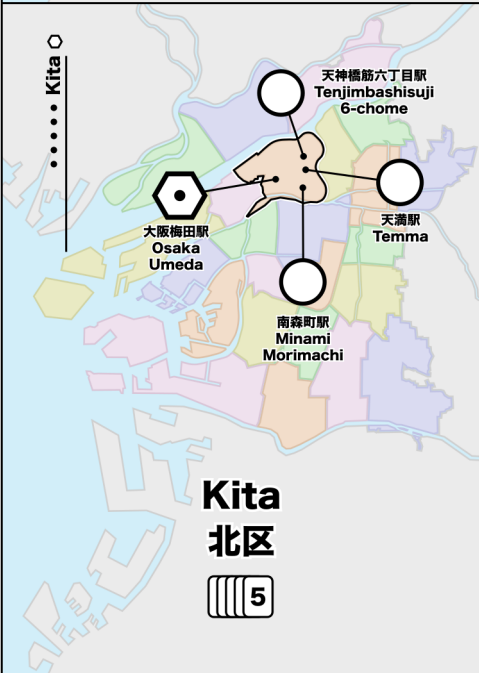 Kita
天神橋筋六丁目駅
Tenjimbashisuji
6-chome
天満駅
Temma
大阪梅田駅
Osaka
Umeda
南森町駅
Minami
Morimachi
Kita
北区
5